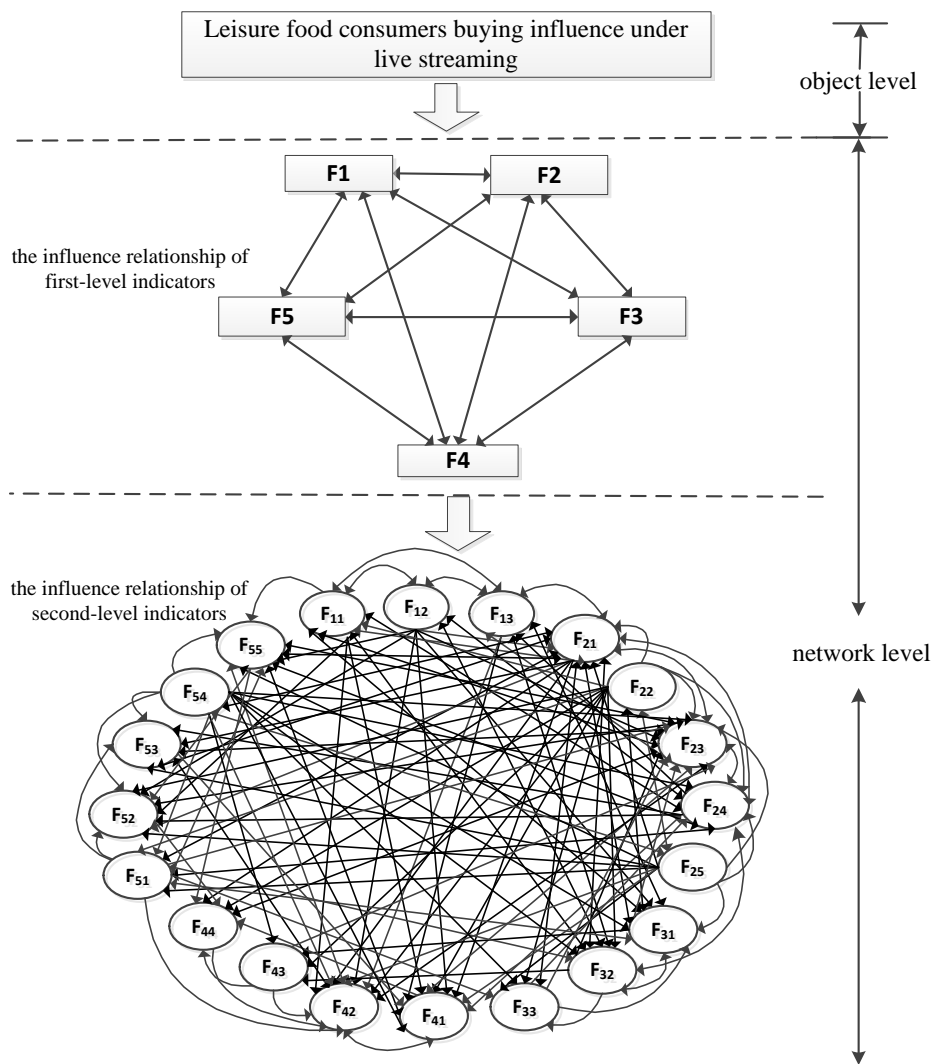 Leisure food consumers buying influence under
live streaming
object level
F1
F2
the influence relationship of
first-level indicators
F5
F3
F4
the influence relationship of
second-level indicators
F11
F12
F13
F21
F55
F22
F54
F23
F53
F24
F52
F25
F51
F31
F44
F32
F43
F33
F42
F41
network level